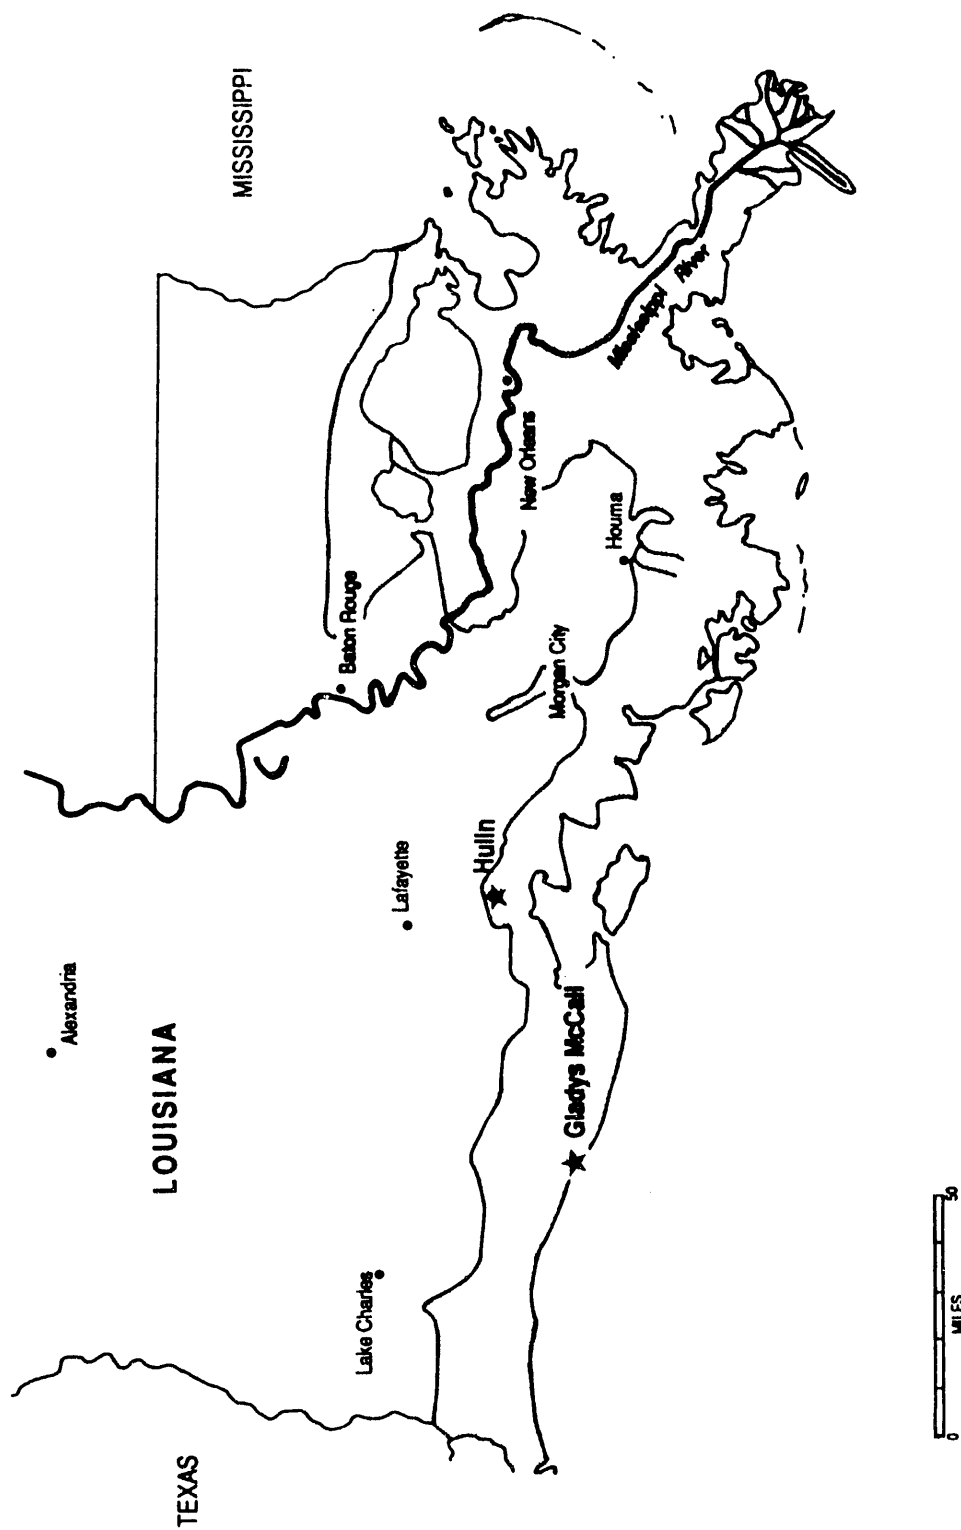 MISSISSIPPI
LOUISIANA
TEXAS
Alexandria
Baton Rouge
Lafayette
Lake Charles
New Orleans
Mississippi River
Houma
Morgan City
Hulin
Gladys McCall
0
50
MILES